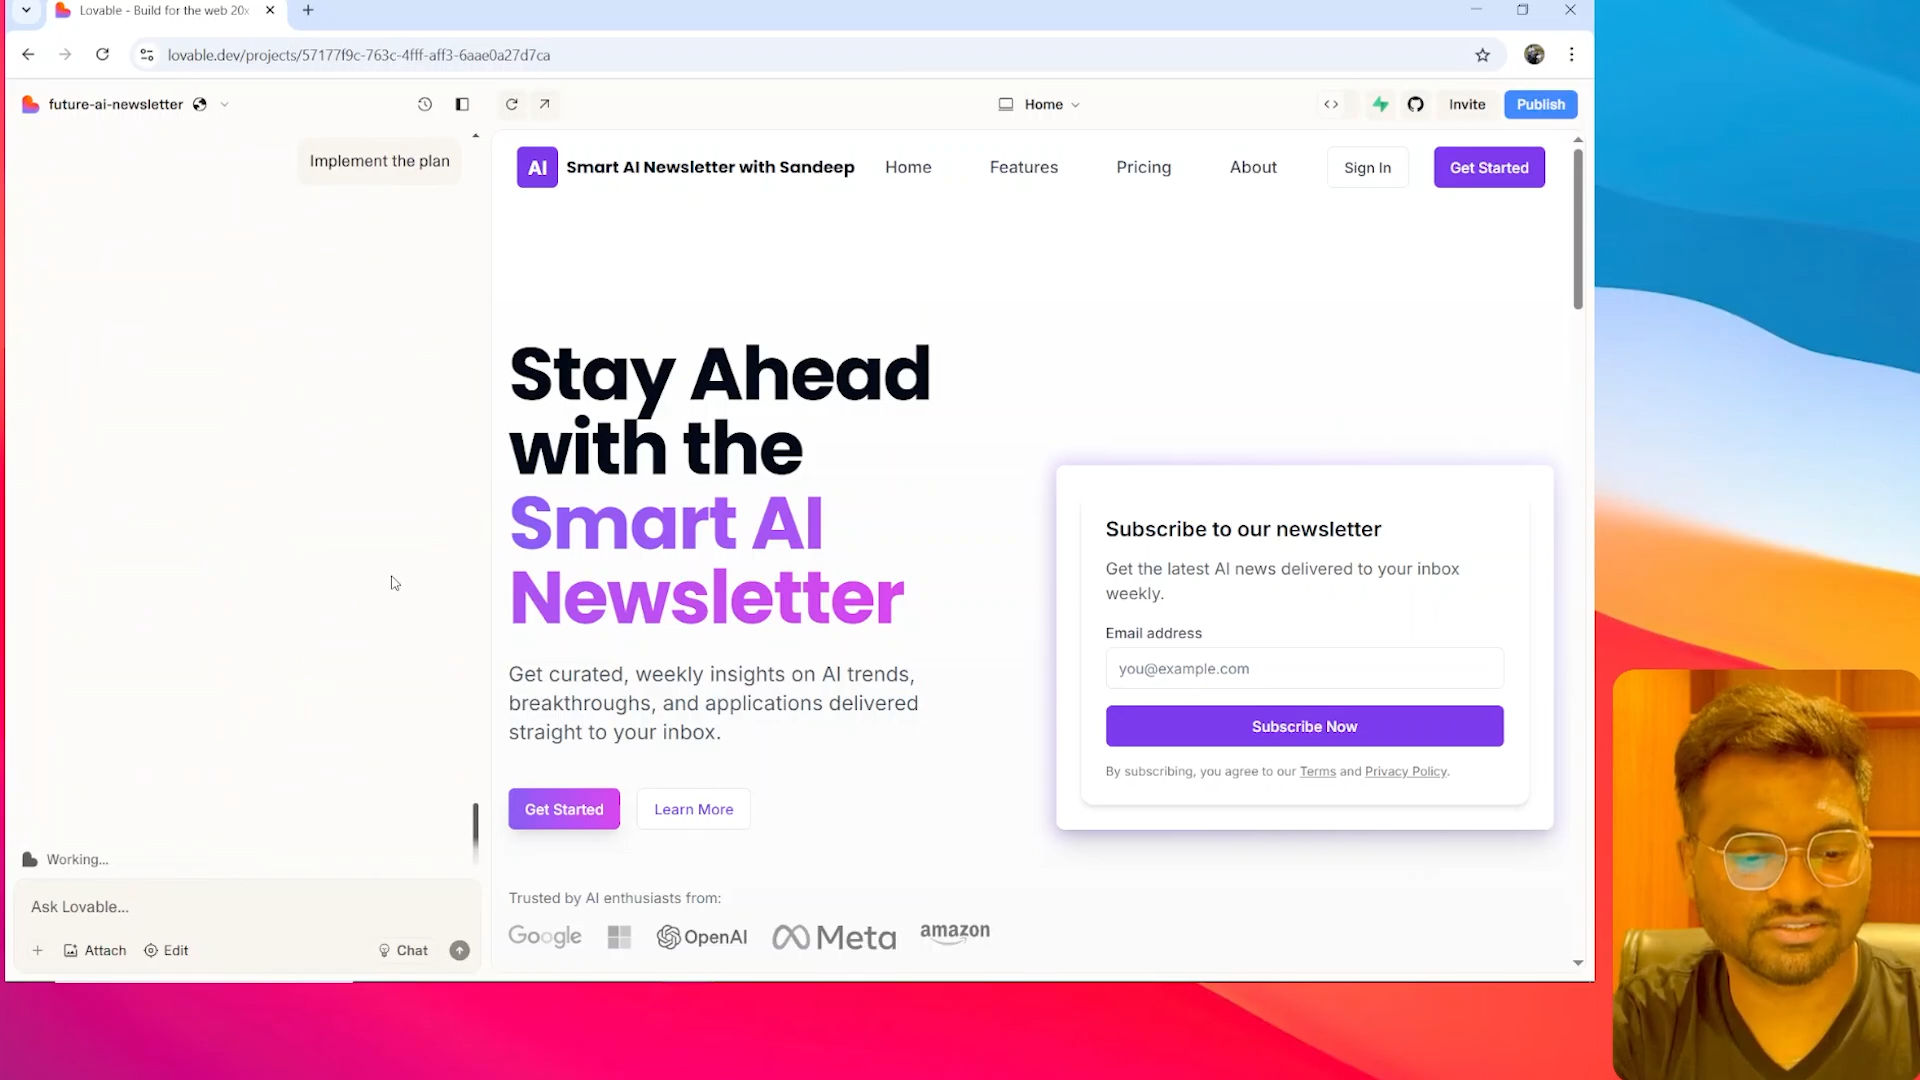 Lovable - Build for the web 20x
lovable.dev/projects/57177f9c-763c-4fff-aff3-6aae0a27d7ca
future-ai-newsletter
Home
Invite
Publish
Implement the plan
AI
Smart AI Newsletter with Sandeep
Home
Features
Pricing
About
Sign In
Get Started
Stay Ahead
with the
Smart AI
Newsletter
Get curated, weekly insights on AI trends,
breakthroughs, and applications delivered
straight to your inbox.
Get Started
Learn More
Subscribe to our newsletter
Get the latest AI news delivered to your inbox
weekly.
Email address
you@example.com
Subscribe Now
By subscribing, you agree to our Terms and Privacy Policy.
Trusted by AI enthusiasts from:
Google
OpenAI
Meta
amazon
Working...
Ask Lovable...
Attach
Edit
Chat